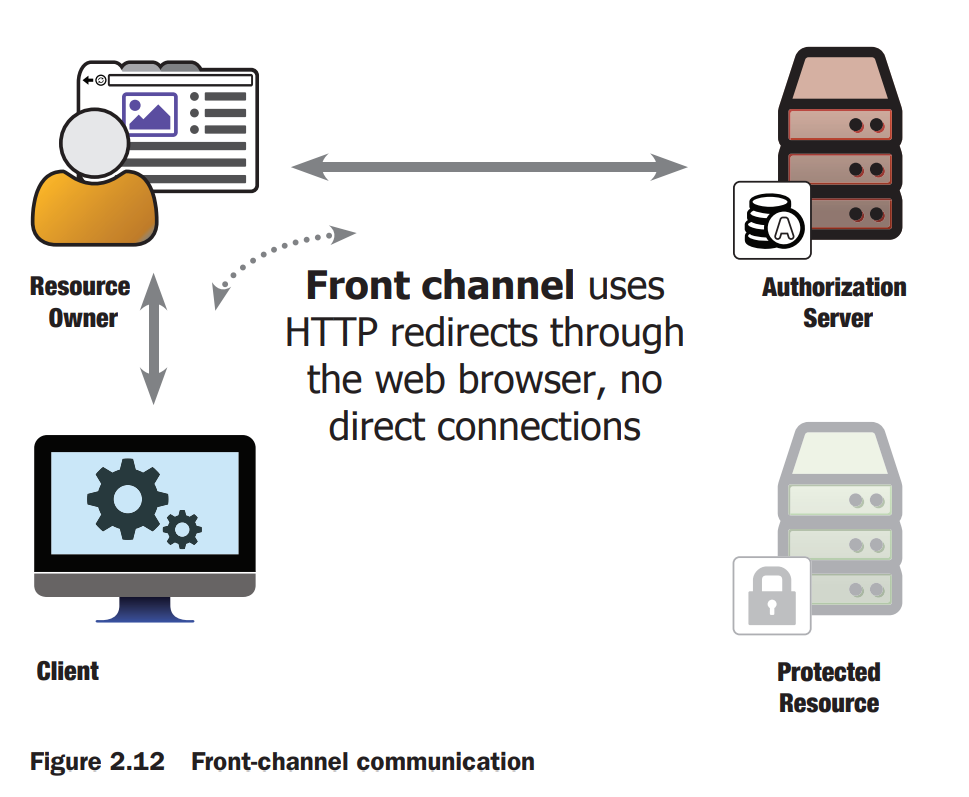 Resource
Owner
Front channel uses
HTTP redirects through
the web browser, no
direct connections
A
Authorization
Server
Client
Protected
Resource
Figure 2.12 Front-channel communication